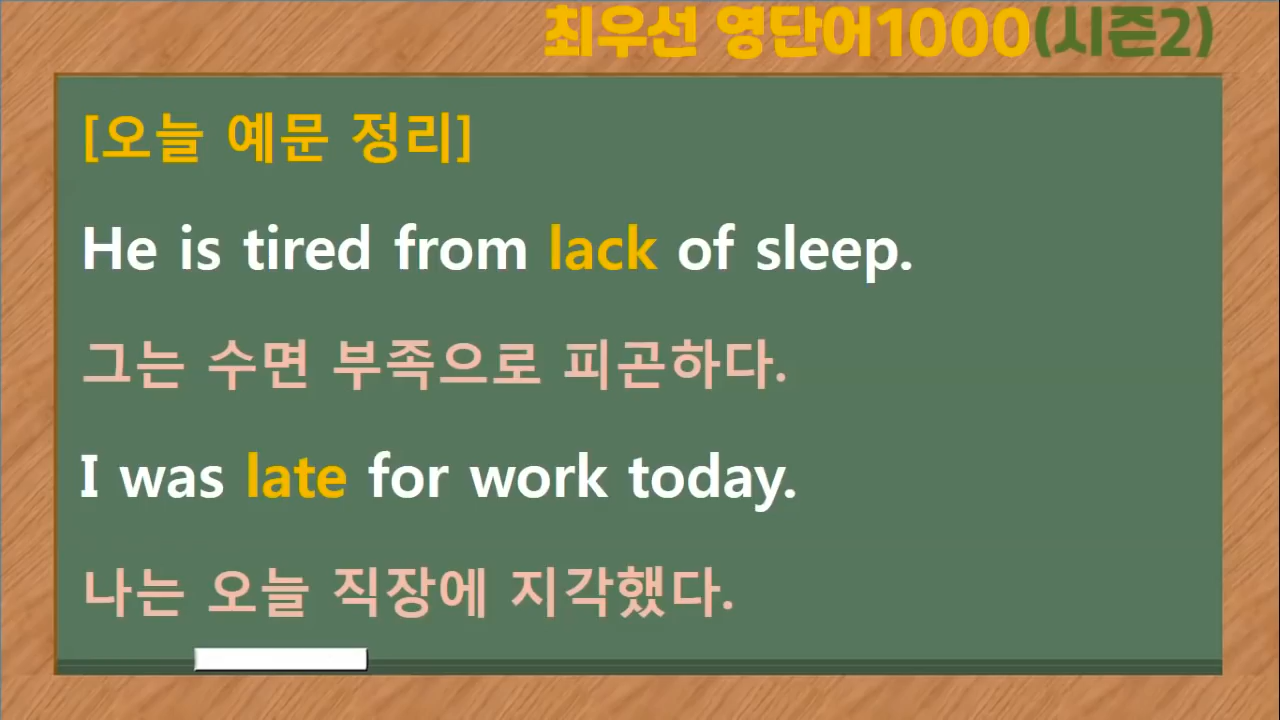 최우선 영단어1000(시즌2)
[오늘 예문 정리]
He is tired from lack of sleep.
그는 수면 부족으로 피곤하다.
I was late for work today.
나는 오늘 직장에 지각했다.